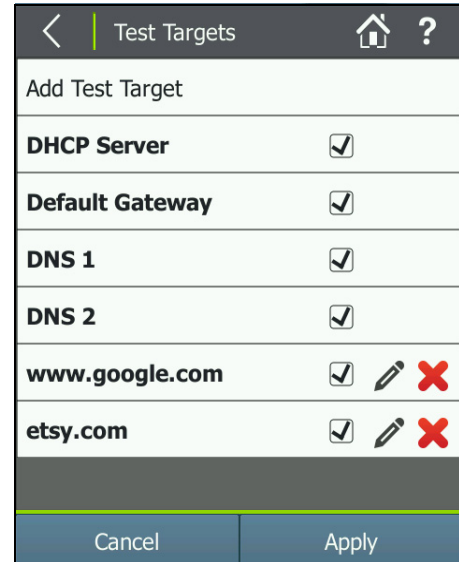 Test Targets ?
Add Test Target
DHCP Server
Default Gateway
DNS 1
DNS 2
www.google.com
etsy.com
Cancel Apply